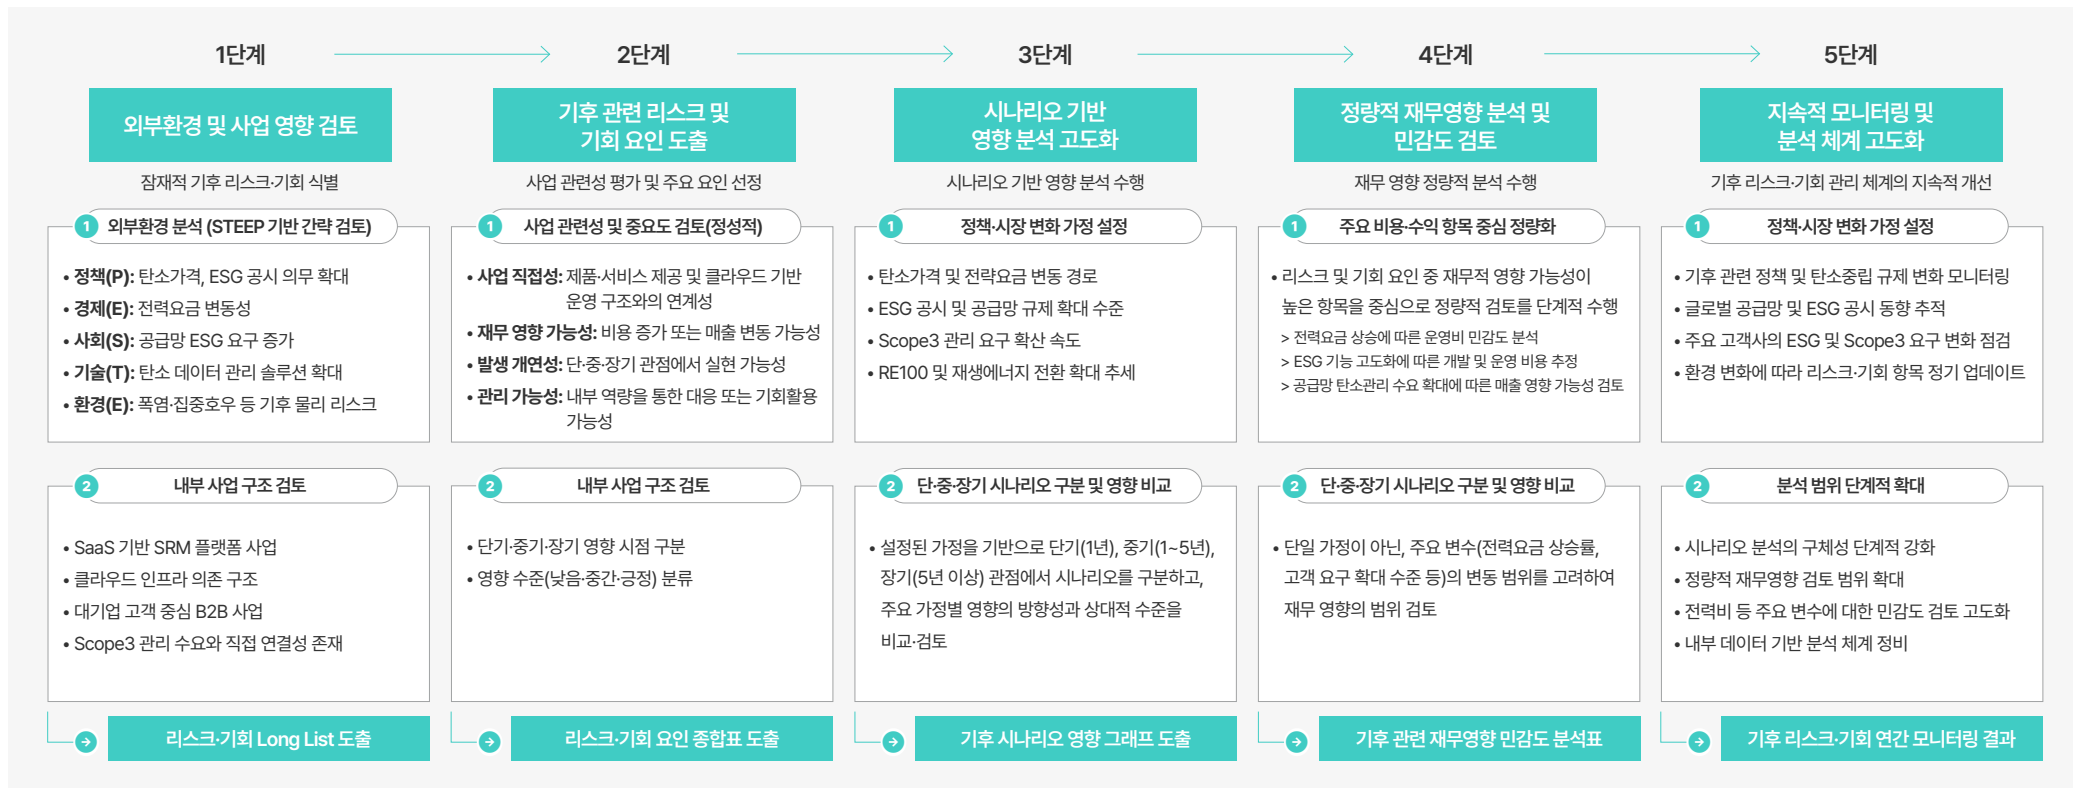 1단계
2단계
3단계
4단계
5단계
외부환경 및 사업 영향 검토
잠재적 기후 리스크·기회 식별
1 외부환경 분석 (STEEP 기반 간략 검토)
• 정책(P): 탄소가격, ESG 공시 의무 확대
• 경제(E): 전력요금 변동성
• 사회(S): 공급망 ESG 요구 증가
• 기술(T): 탄소 데이터 관리 솔루션 확대
• 환경(E): 폭염·집중호우 등 기후 물리 리스크
2 내부 사업 구조 검토
• SaaS 기반 SRM 플랫폼 사업
• 클라우드 인프라 의존 구조
• 대기업 고객 중심 B2B 사업
• Scope3 관리 수요와 직접 연결성 존재
리스크·기회 Long List 도출
기후 관련 리스크 및
기회 요인 도출
사업 관련성 평가 및 주요 요인 선정
1 사업 관련성 및 중요도 검토(정성적)
• 사업 직접성: 제품·서비스 제공 및 클라우드 기반
운영 구조와의 연계성
• 재무 영향 가능성: 비용 증가 또는 매출 변동 가능성
• 발생 개연성: 단·중·장기 관점에서 실현 가능성
• 관리 가능성: 내부 역량을 통한 대응 또는 기회활용
가능성
2 내부 사업 구조 검토
• 단기·중기·장기 영향 시점 구분
• 영향 수준(낮음·중간·긍정) 분류
리스크·기회 요인 종합표 도출
시나리오 기반
영향 분석 고도화
시나리오 기반 영향 분석 수행
1 정책·시장 변화 가정 설정
• 탄소가격 및 전략요금 변동 경로
• ESG 공시 및 공급망 규제 확대 수준
• Scope3 관리 요구 확산 속도
• RE100 및 재생에너지 전환 확대 추세
2 단·중·장기 시나리오 구분 및 영향 비교
• 설정된 가정을 기반으로 단기(1년), 중기(1~5년),
장기(5년 이상) 관점에서 시나리오를 구분하고,
주요 가정별 영향의 방향성과 상대적 수준을
비교·검토
기후 시나리오 영향 그래프 도출
정량적 재무영향 분석 및
민감도 검토
재무 영향 정량적 분석 수행
1 주요 비용·수익 항목 중심 정량화
• 리스크 및 기회 요인 중 재무적 영향 가능성이
높은 항목을 중심으로 정량적 검토를 단계적 수행
> 전력요금 상승에 따른 운영비 민감도 분석
> ESG 기능 고도화에 따른 개발 및 운영 비용 추정
> 공급망 탄소관리 수요 확대에 따른 매출 영향 가능성 검토
2 단·중·장기 시나리오 구분 및 영향 비교
• 단일 가정이 아닌, 주요 변수(전력요금 상승률,
고객 요구 확대 수준 등)의 변동 범위를 고려하여
재무 영향의 범위 검토
기후 관련 재무영향 민감도 분석표
지속적 모니터링 및
분석 체계 고도화
기후 리스크·기회 관리 체계의 지속적 개선
1 정책·시장 변화 가정 설정
• 기후 관련 정책 및 탄소중립 규제 변화 모니터링
• 글로벌 공급망 및 ESG 공시 동향 추적
• 주요 고객사의 ESG 및 Scope3 요구 변화 점검
• 환경 변화에 따라 리스크·기회 항목 정기 업데이트
2 분석 범위 단계적 확대
• 시나리오 분석의 구체성 단계적 강화
• 정량적 재무영향 검토 범위 확대
• 전력비 등 주요 변수에 대한 민감도 검토 고도화
• 내부 데이터 기반 분석 체계 정비
기후 리스크·기회 연간 모니터링 결과